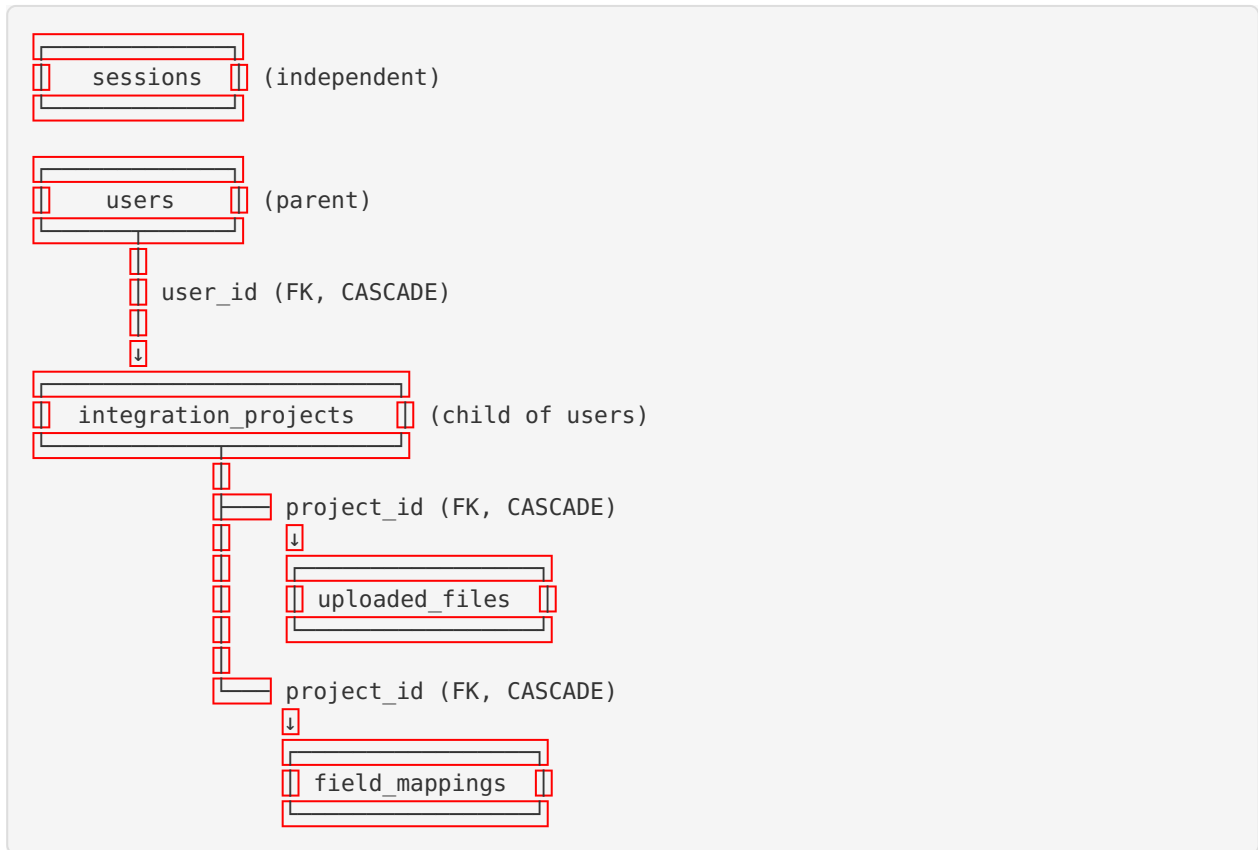 sessions (independent)
users (parent)
user_id (FK, CASCADE)
↓
integration_projects (child of users)
project_id (FK, CASCADE)
↓
uploaded_files
project_id (FK, CASCADE)
↓
field_mappings